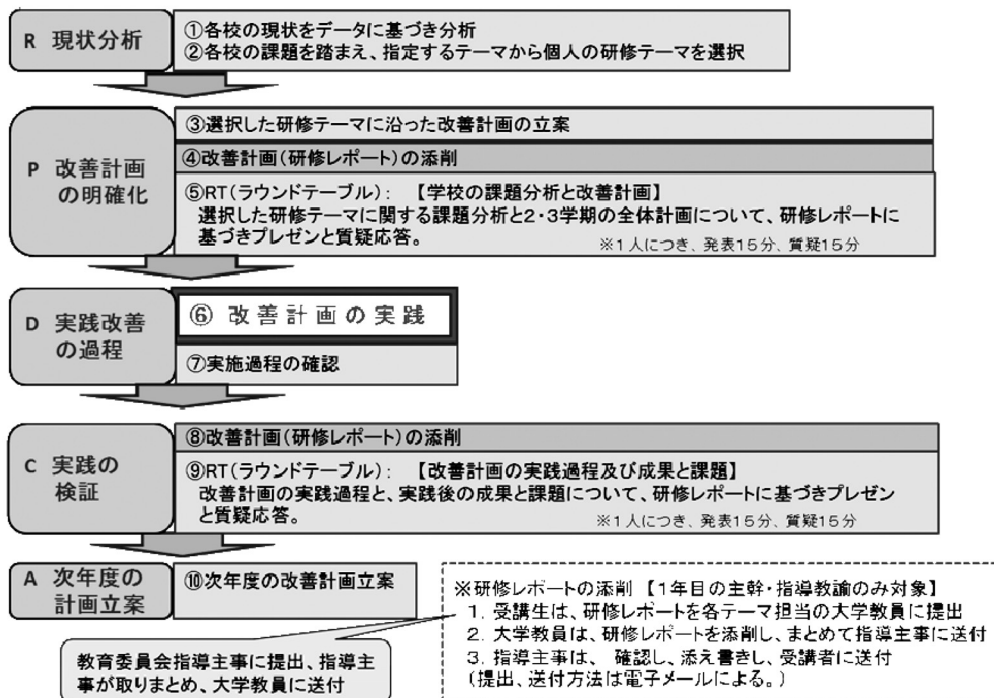 R 現状分析
①各校の現状をデータに基づき分析
②各校の課題を踏まえ、指定するテーマから個人の研修テーマを選択
P 改善計画
の明確化
③選択した研修テーマに沿った改善計画の立案
④改善計画(研修レポート)の添削
⑤RT(ラウンドテーブル): 【学校の課題分析と改善計画】
選択した研修テーマに関する課題分析と2・3学期の全体計画について、研修レポートに
基づきプレゼンと質疑応答。
※1人につき、発表15分、質疑15分
D 実践改善
の過程
⑥ 改善計画の実践
⑦実施過程の確認
C 実践の
検証
⑧改善計画(研修レポート)の添削
⑨RT(ラウンドテーブル): 【改善計画の実践過程及び成果と課題】
改善計画の実践過程と、実践後の成果と課題について、研修レポートに基づきプレゼン
と質疑応答。
※1人につき、発表15分、質疑15分
A 次年度の
計画立案
⑩次年度の改善計画立案
教育委員会指導主事に提出、指導主
事が取りまとめ、大学教員に送付
※研修レポートの添削 【1年目の主幹・指導教諭のみ対象】
1. 受講生は、研修レポートを各テーマ担当の大学教員に提出
2. 大学教員は、研修レポートを添削し、まとめて指導主事に送付
3. 指導主事は、 確認し、添え書きし、受講者に送付
(提出、送付方法は電子メールによる。)